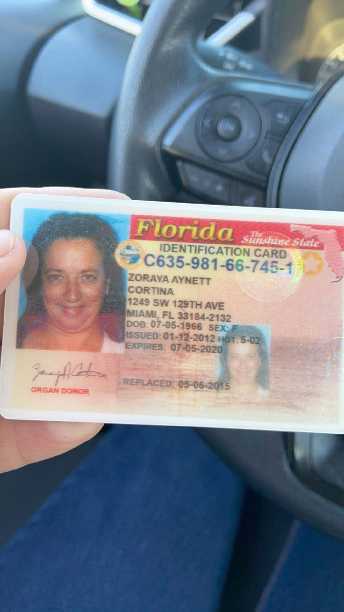 Florida The Sunshine State
IDENTIFICATION CARD
C635-981-66-745-1
ZORAYA AYNETT
CORTINA
1249 SW 129TH AVE
MIAMI, FL 33184-2132
DOB: 07-05-1966 SEX: F
ISSUED: 01-12-2012 HGT: 5-02
EXPIRES: 07-05-2020
REPLACED: 05-06-2015
ORGAN DONOR